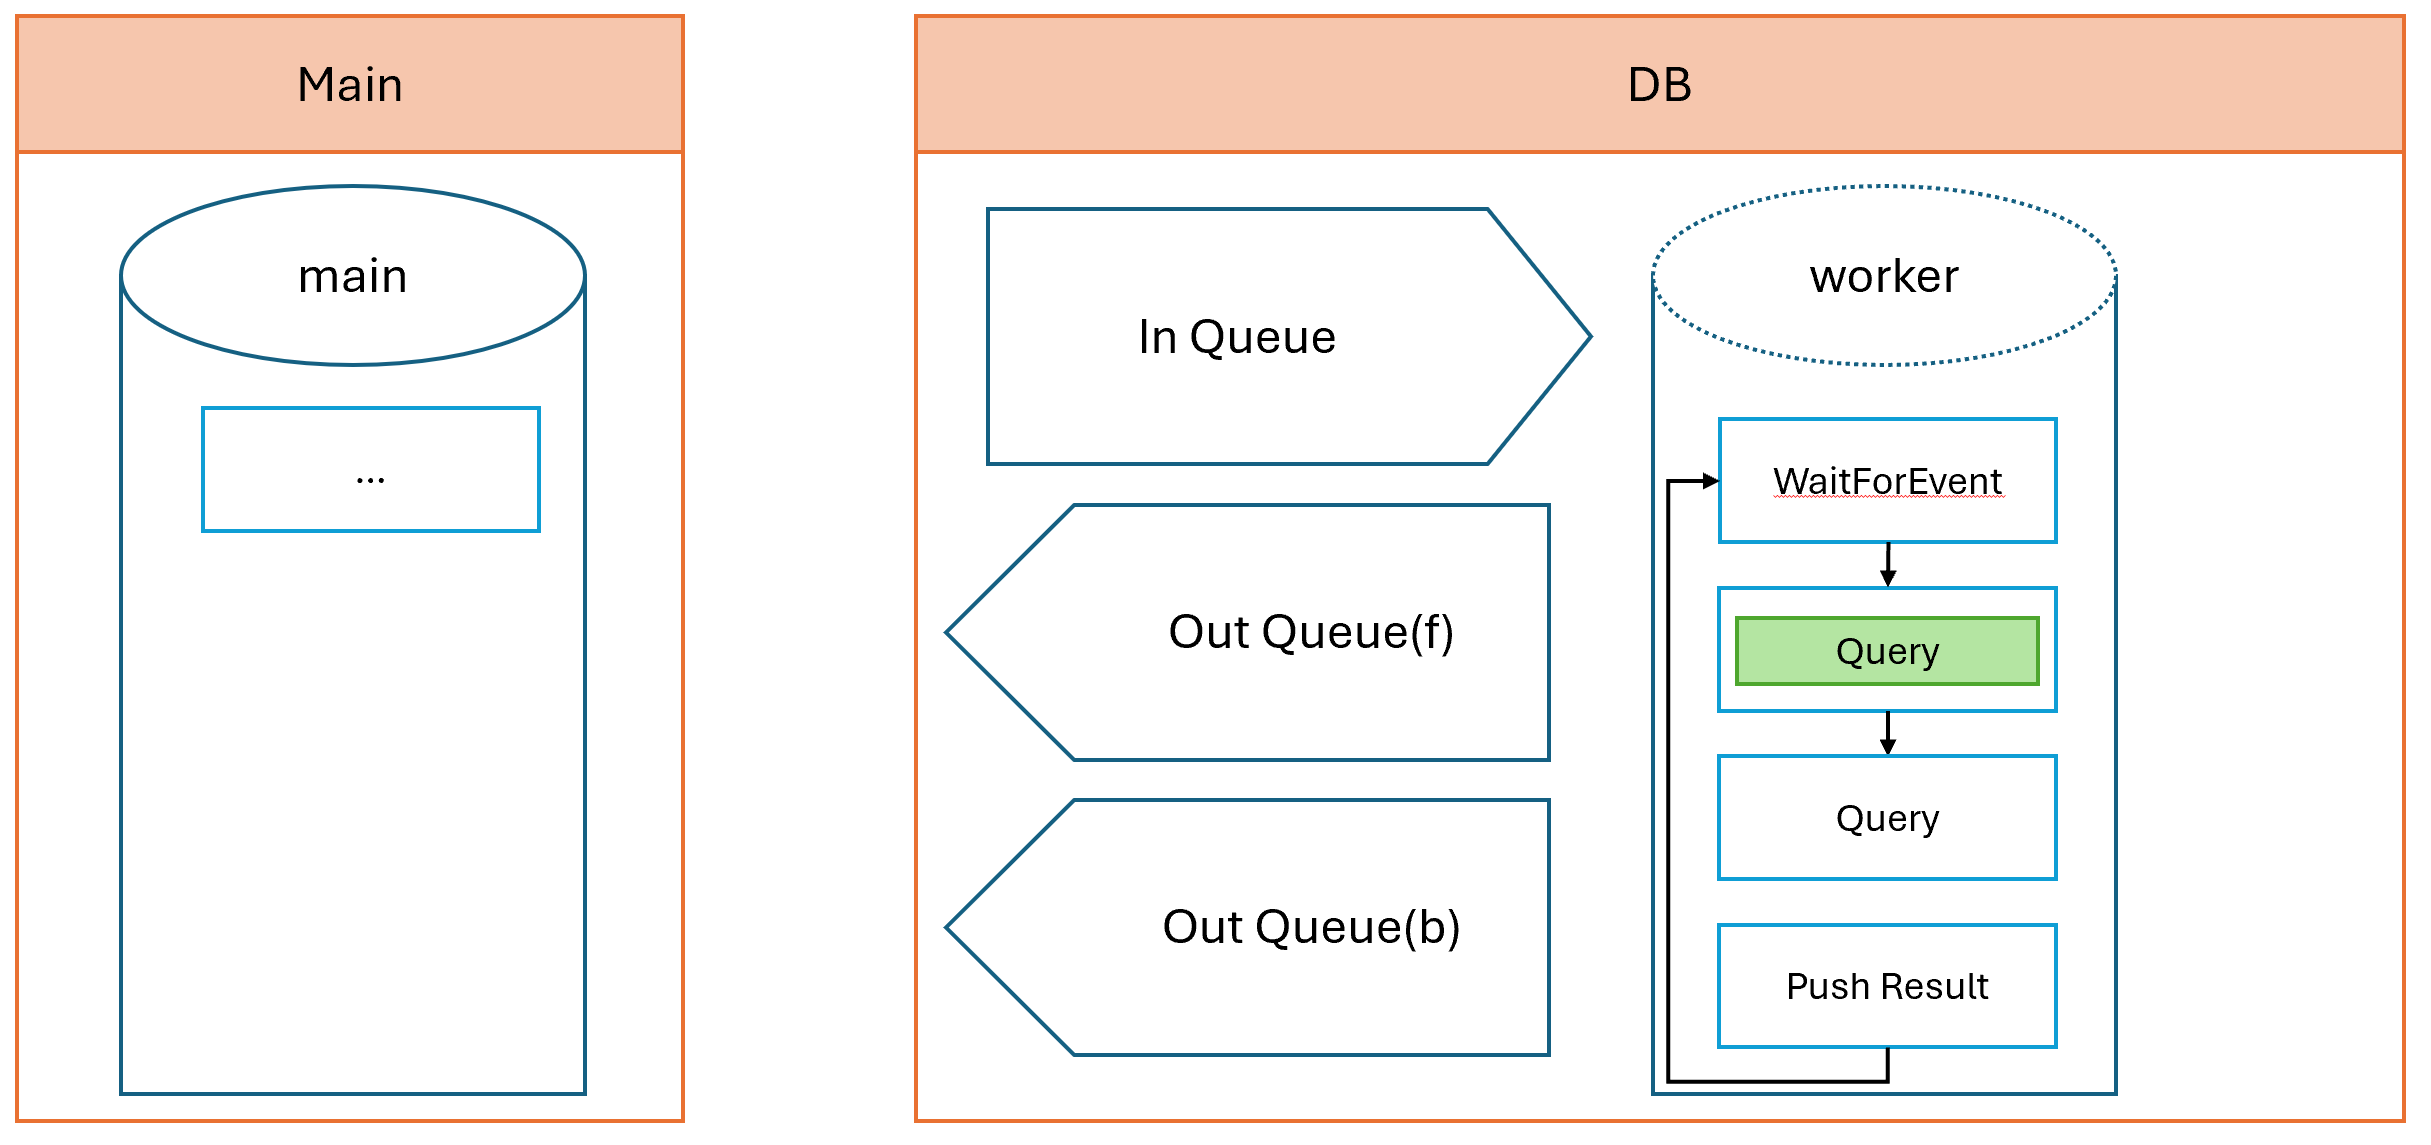 Main
main
...
DB
In Queue
Out Queue(f)
Out Queue(b)
worker
WaitForEvent
Query
Query
Push Result